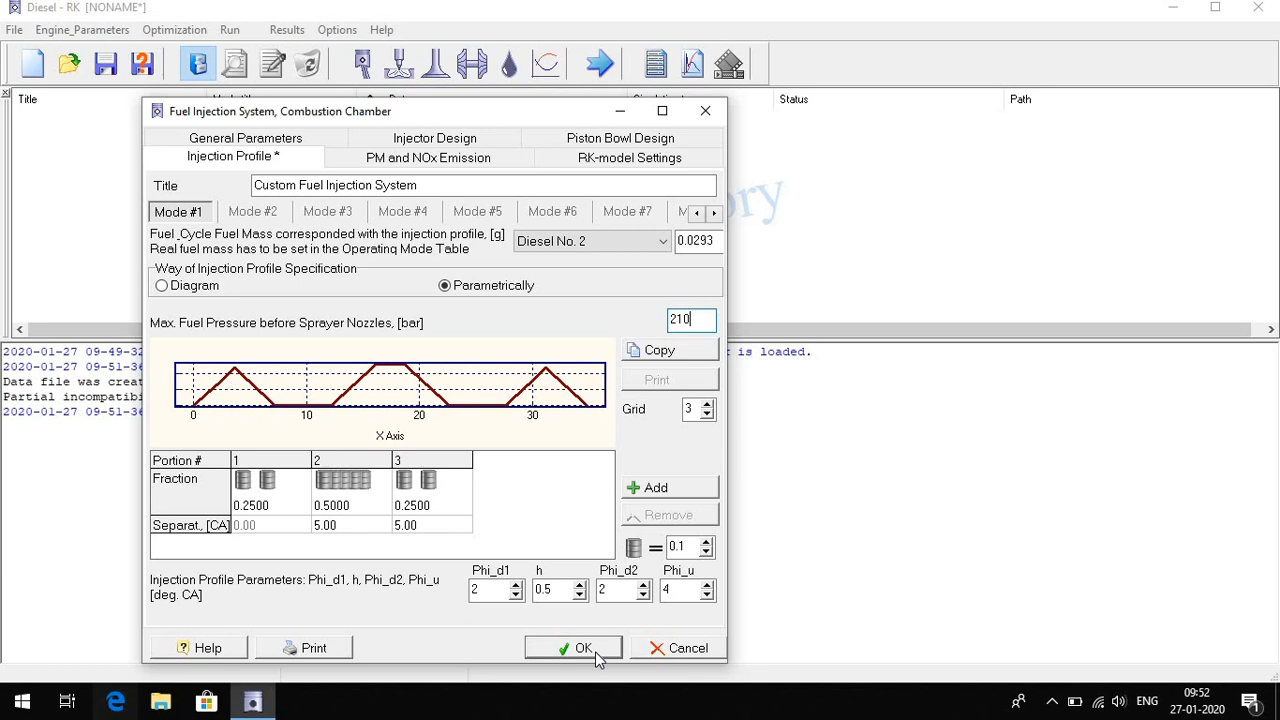 Diesel - RK [NONAME*]
File Engine_Parameters Optimization Run Results Options Help
Title Status Path
Fuel Injection System, Combustion Chamber
General Parameters Injector Design Piston Bowl Design
Injection Profile * PM and NOx Emission RK-model Settings
Title Custom Fuel Injection System
Mode #1 Mode #2 Mode #3 Mode #4 Mode #5 Mode #6 Mode #7 M
Fuel_Cycle Fuel Mass corresponded with the injection profile, [g] Diesel No. 2 0.0293
Real fuel mass has to be set in the Operating Mode Table
Way of Injection Profile Specification
Diagram Parametrically
Max. Fuel Pressure before Sprayer Nozzles, [bar] 210
Copy
Print
Grid 3
0 10 20 30
X Axis
Portion # 1 2 3
Fraction
0.2500 0.5000 0.2500
Separat., [CA] 0.00 5.00 5.00
Add
Remove
= 0.1
Injection Profile Parameters: Phi_d1, h, Phi_d2, Phi_u
[deg. CA]
Phi_d1 h Phi_d2 Phi_u
2 0.5 2 4
Help Print OK Cancel
ory
2020-01-27 09-49-32 is loaded.
2020-01-27 09-51-36
Data file was creat
Partial incompatibi
2020-01-27 09-51-36
ENG 09:52
27-01-2020
1